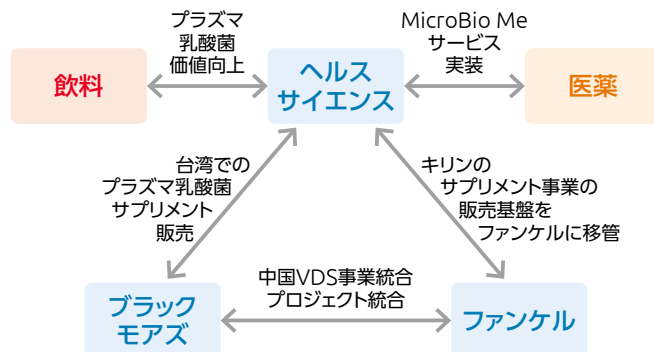 プラズマ
乳酸菌
価値向上
MicroBio Me
サービス
実装
飲料
ヘルス
サイエンス
医薬
台湾での
プラズマ乳酸菌
サプリメント
販売
キリンの
サプリメント事業の
販売基盤を
ファンケルに移管
中国VDS事業統合
プロジェクト統合
ブラック
モアズ
ファンケル